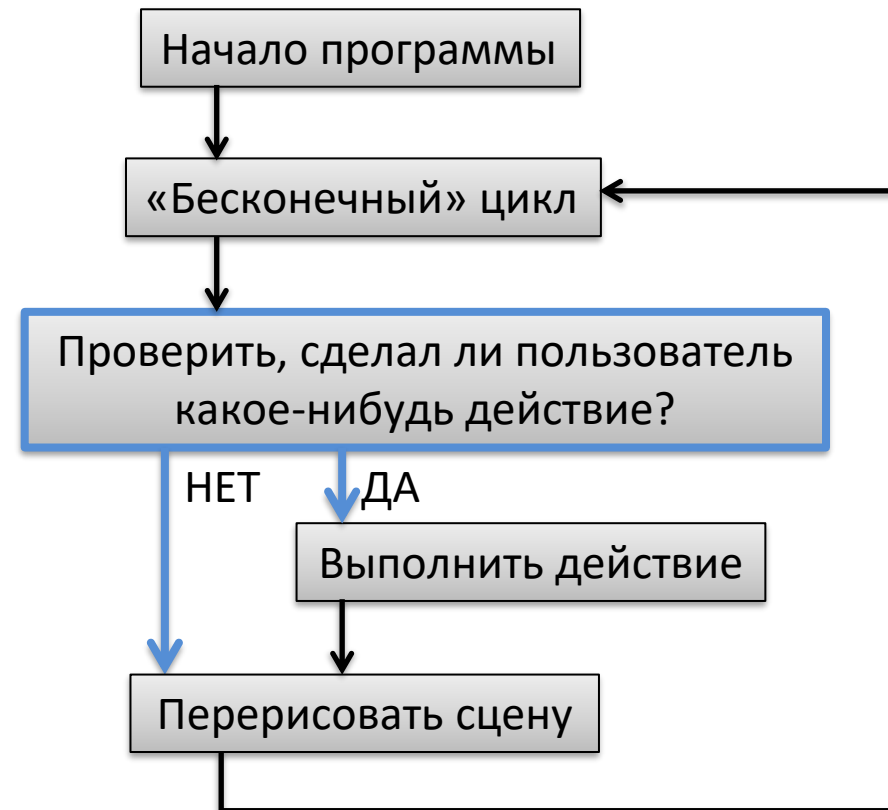 Начало программы
«Бесконечный» цикл
Проверить, сделал ли пользователь
какое-нибудь действие?
НЕТ
ДА
Выполнить действие
Перерисовать сцену